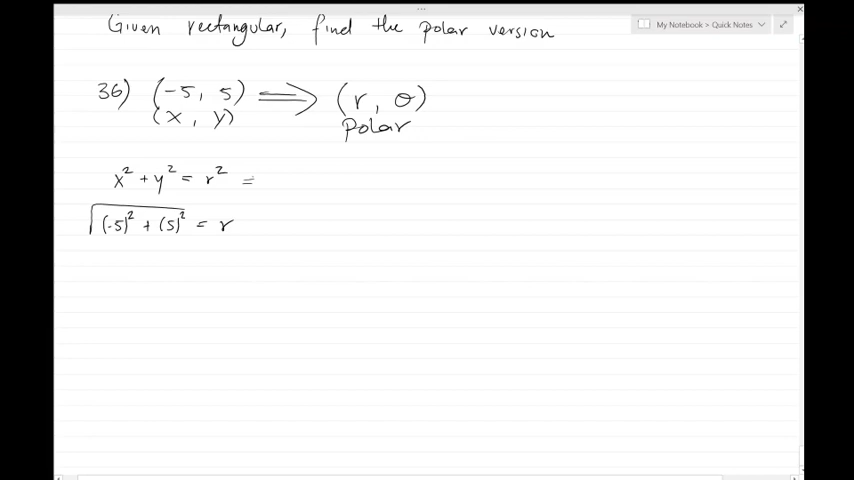 Given rectangular, find the polar version
My Notebook > Quick Notes
36) (-5, 5) ⟹ (r, θ)
(x, y) polar
x² + y² = r² =
√(-5)² + (5)² = r